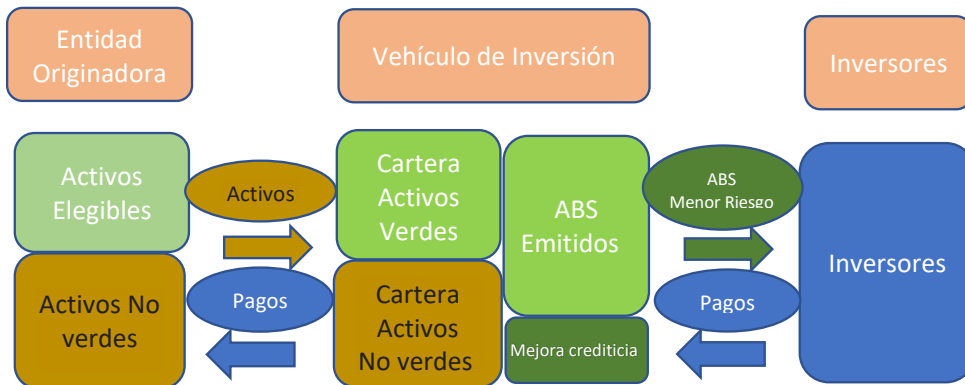 Entidad
Originadora
Vehículo de Inversión
Inversores
Activos
Elegibles
Activos
Cartera
Activos
Verdes
ABS
Emitidos
ABS
Menor Riesgo
Inversores
Activos No
verdes
Pagos
Cartera
Activos
No verdes
Mejora crediticia
Pagos